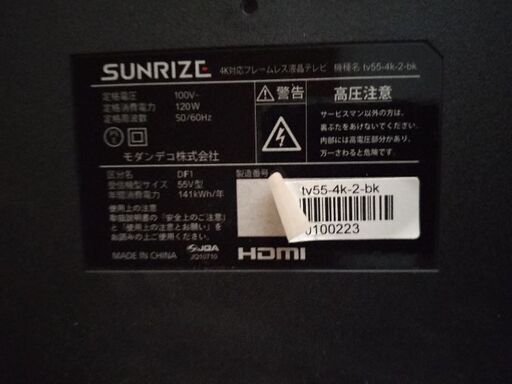 SUNRIZE 4K対応フレームレス液晶テレビ 機種名 tv55-4k-2-bk
定格電圧 100V~
定格消費電力 120W
定格周波数 50/60Hz
モダンデコ株式会社
警告 高圧注意
サービスマン以外の方は、
裏ぶたをあけないでください。
内部には高電圧部分があり、
万一さわると危険です。
区分名 DF1
受信機型サイズ 55V型
年間消費電力 141kWh/年
使用上の注意
取扱説明書の「安全上のご注意」
と「使用上の注意とお願い」を
お読みの上ご使用ください。
MADE IN CHINA
JQA
JQ10710
製造番号
tv55-4k-2-bk
0100223
HDMI